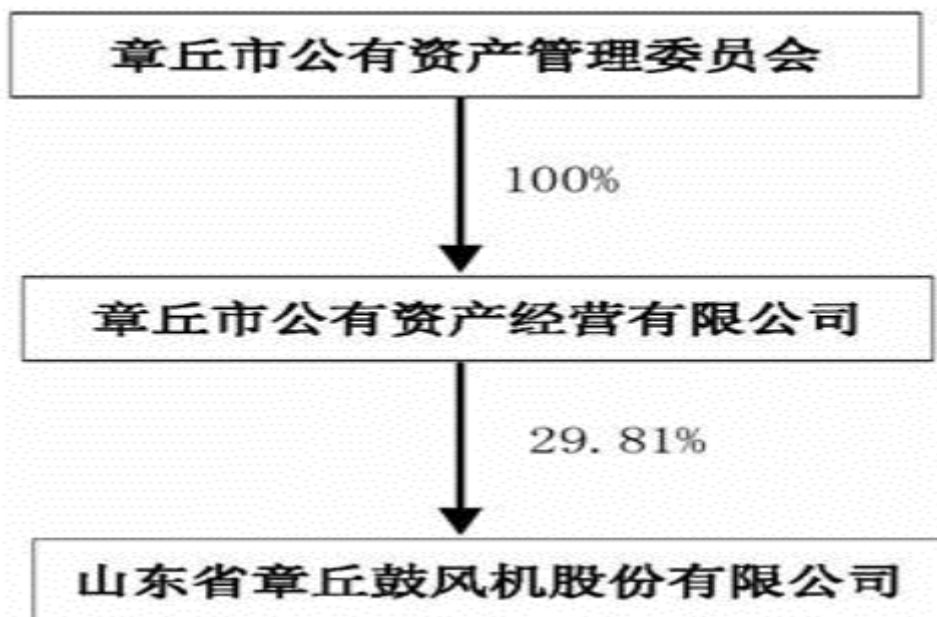 章丘市公有资产管理委员会
100%
章丘市公有资产经营有限公司
29.81%
山东省章丘鼓风机股份有限公司